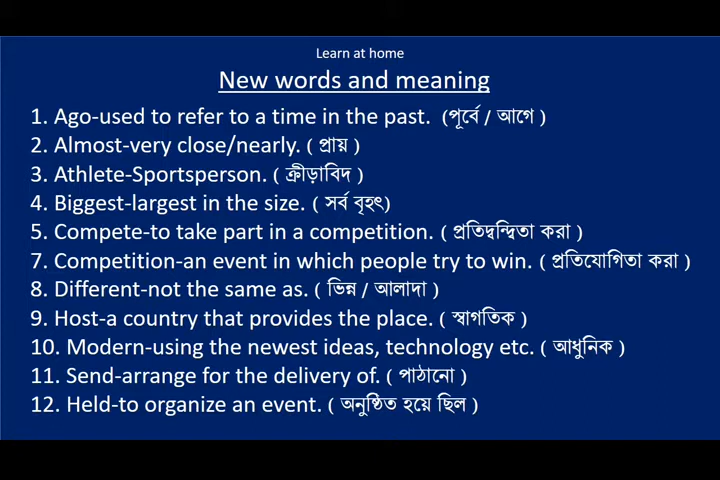 Learn at home
New words and meaning
1. Ago-used to refer to a time in the past. (পূর্বে / আগে )
2. Almost-very close/nearly. ( প্রায় )
3. Athlete-Sportsperson. ( ক্রীড়াবিদ )
4. Biggest-largest in the size. ( সর্ব বৃহৎ)
5. Compete-to take part in a competition. ( প্রতিদ্বন্দ্বিতা করা )
7. Competition-an event in which people try to win. ( প্রতিযোগিতা করা )
8. Different-not the same as. ( ভিন্ন / আলাদা )
9. Host-a country that provides the place. ( স্বাগতিক )
10. Modern-using the newest ideas, technology etc. ( আধুনিক )
11. Send-arrange for the delivery of. ( পাঠানো )
12. Held-to organize an event. ( অনুষ্ঠিত হয়ে ছিল )